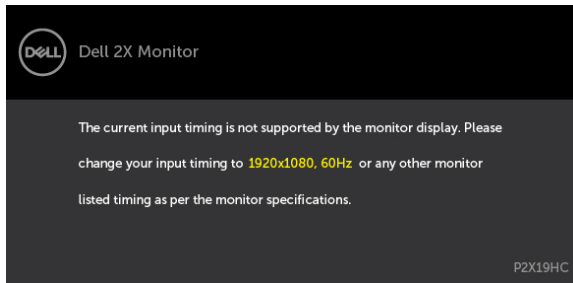 DELL
Dell 2X Monitor
The current input timing is not supported by the monitor display. Please
change your input timing to 1920x1080, 60Hz or any other monitor
listed timing as per the monitor specifications.
P2X19HC